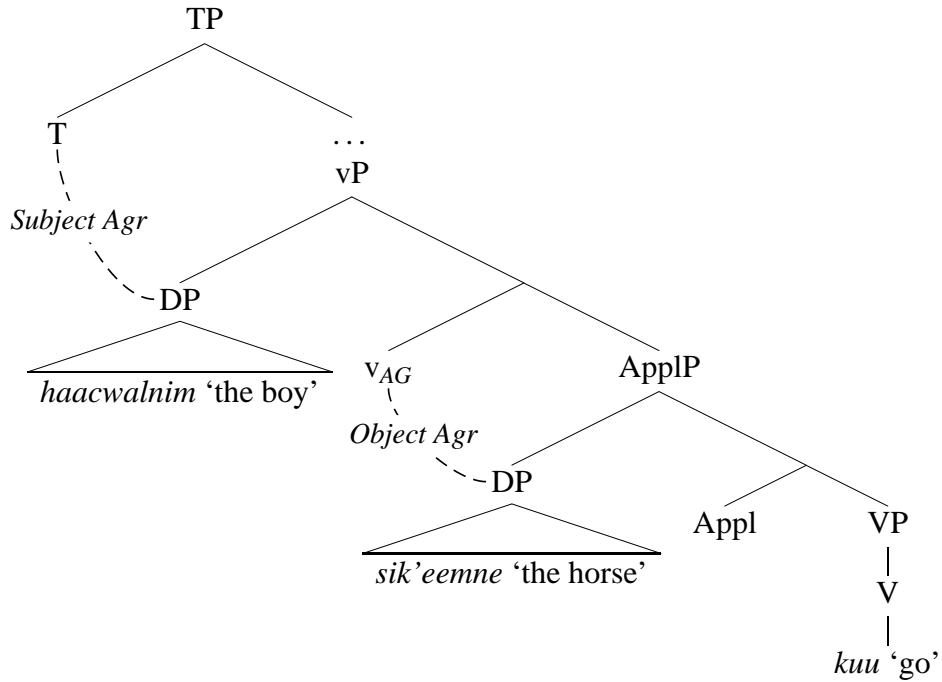 TP
T
. . .
vP
Subject Agr
DP
haacwalnim ‘the boy’
vAG
ApplP
Object Agr
DP
Appl
VP
sik’eemne ‘the horse’
V
kuu ‘go’